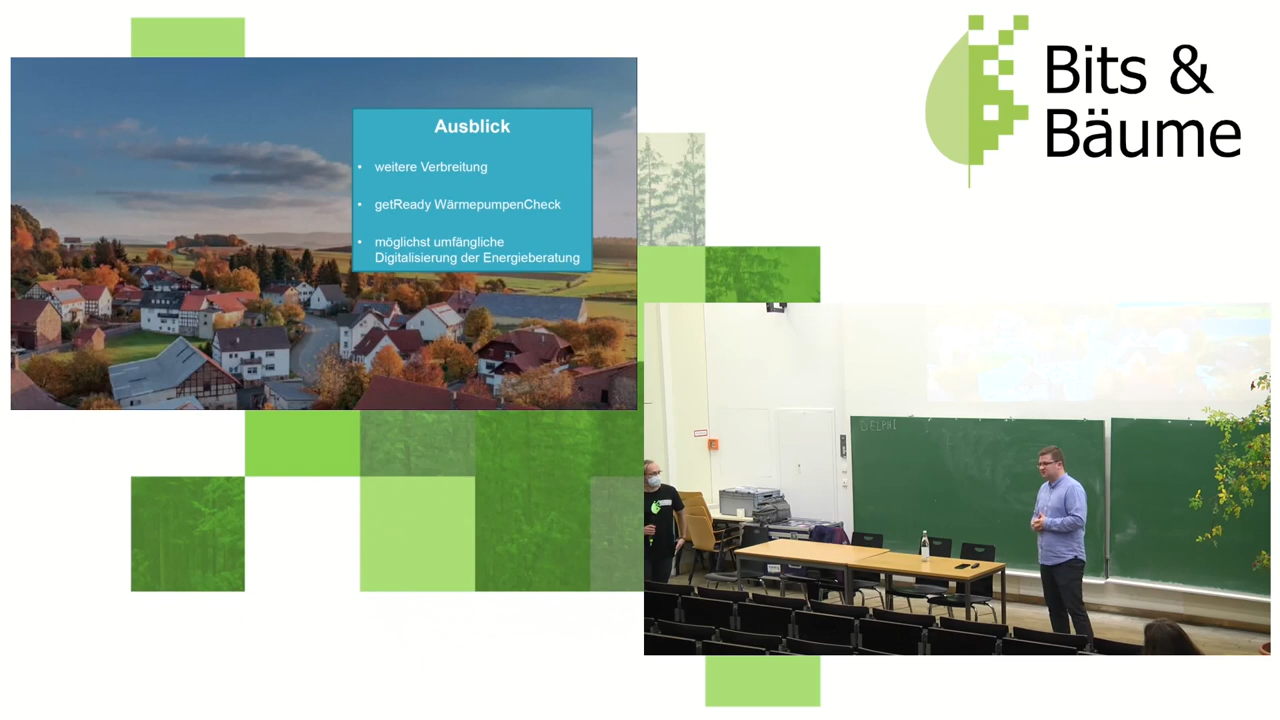 Ausblick
• weitere Verbreitung
• getReady WärmepumpenCheck
• möglichst umfängliche
Digitalisierung der Energieberatung
Bits &
Bäume
DELPHI